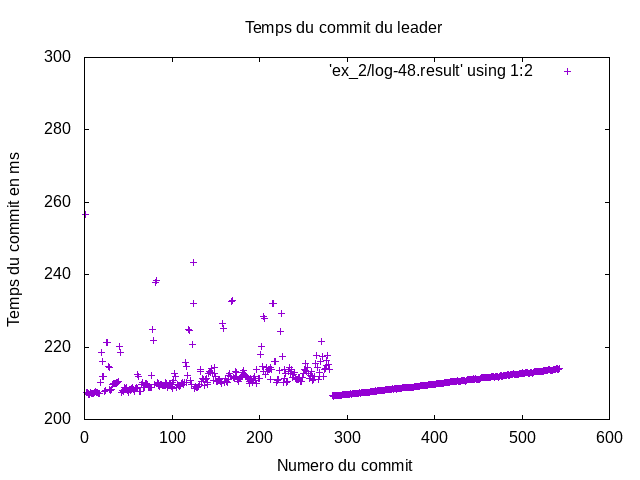 Temps du commit du leader
300
280
260
240
220
200
Temps du commit en ms
'ex_2/log-48.result' using 1:2
0 100 200 300 400 500 600
Numero du commit